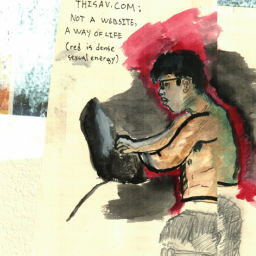 THISAV.COM:
NOT A WEBSITE,
A WAY OF LIFE
(red is dense
sexual energy)